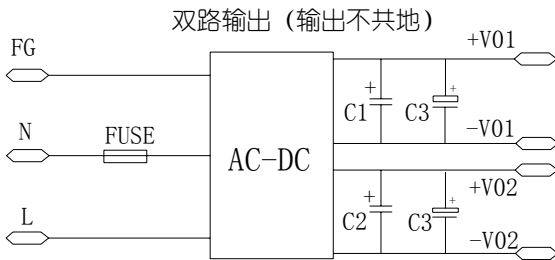 双路输出（输出不共地）
FG
+V01
+
+
C1
C3
N
FUSE
-V01
AC-DC
+V02
+
+
L
C2
C3
-V02